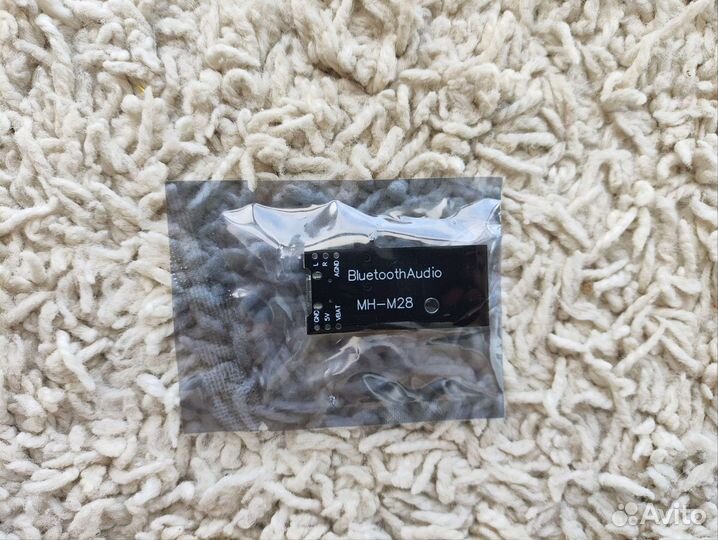 L
R
AGND
BluetoothAudio
MH-M28
GND
5V
VBAT
Avito